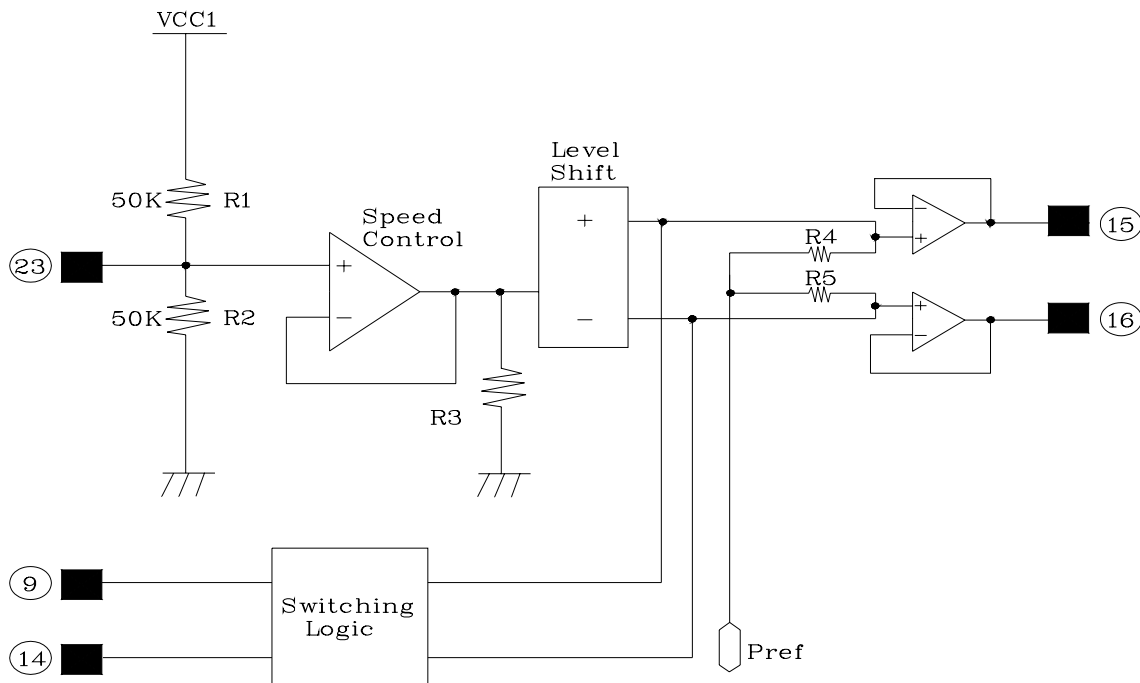 VCC1
50K
R1
23
50K
R2
+
−
Speed
Control
R3
Level
Shift
+
−
R4
R5
−
+
+
−
15
16
9
14
Switching
Logic
Pref